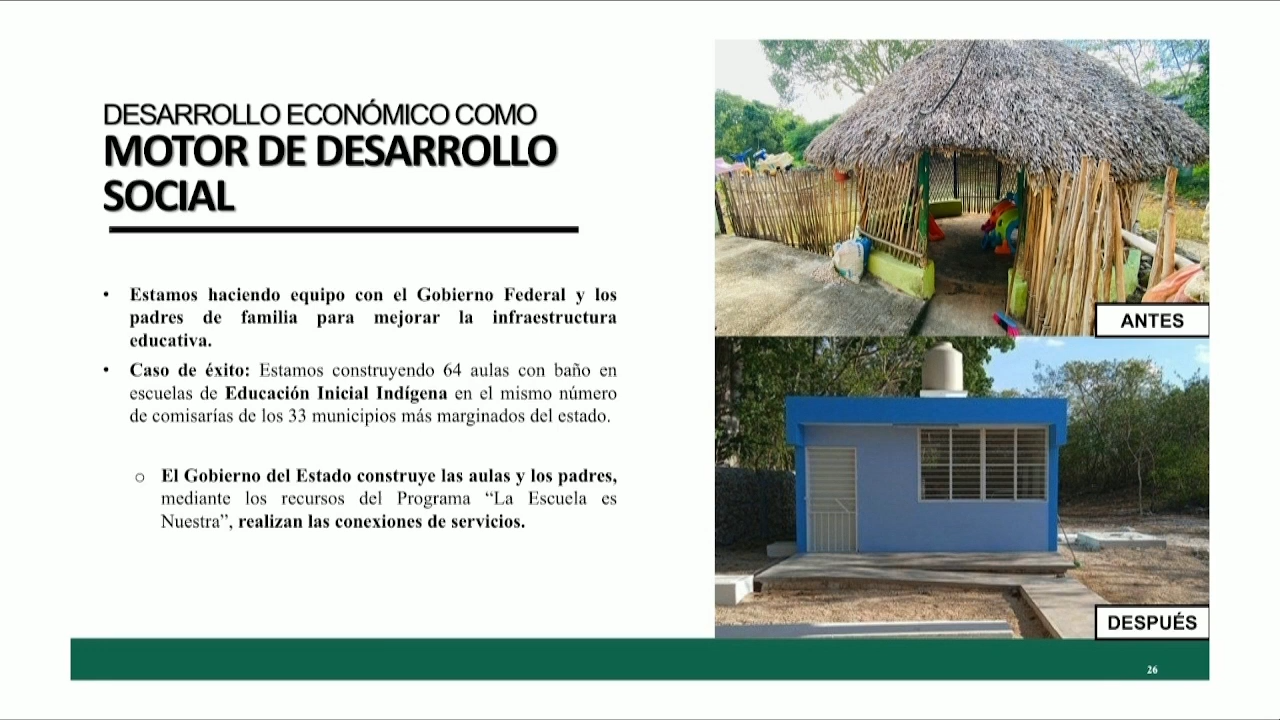 DESARROLLO ECONÓMICO COMO
MOTOR DE DESARROLLO
SOCIAL
• Estamos haciendo equipo con el Gobierno Federal y los
padres de familia para mejorar la infraestructura
educativa.
• Caso de éxito: Estamos construyendo 64 aulas con baño en
escuelas de Educación Inicial Indígena en el mismo número
de comisarías de los 33 municipios más marginados del estado.
o El Gobierno del Estado construye las aulas y los padres,
mediante los recursos del Programa “La Escuela es
Nuestra”, realizan las conexiones de servicios.
ANTES
DESPUÉS
26